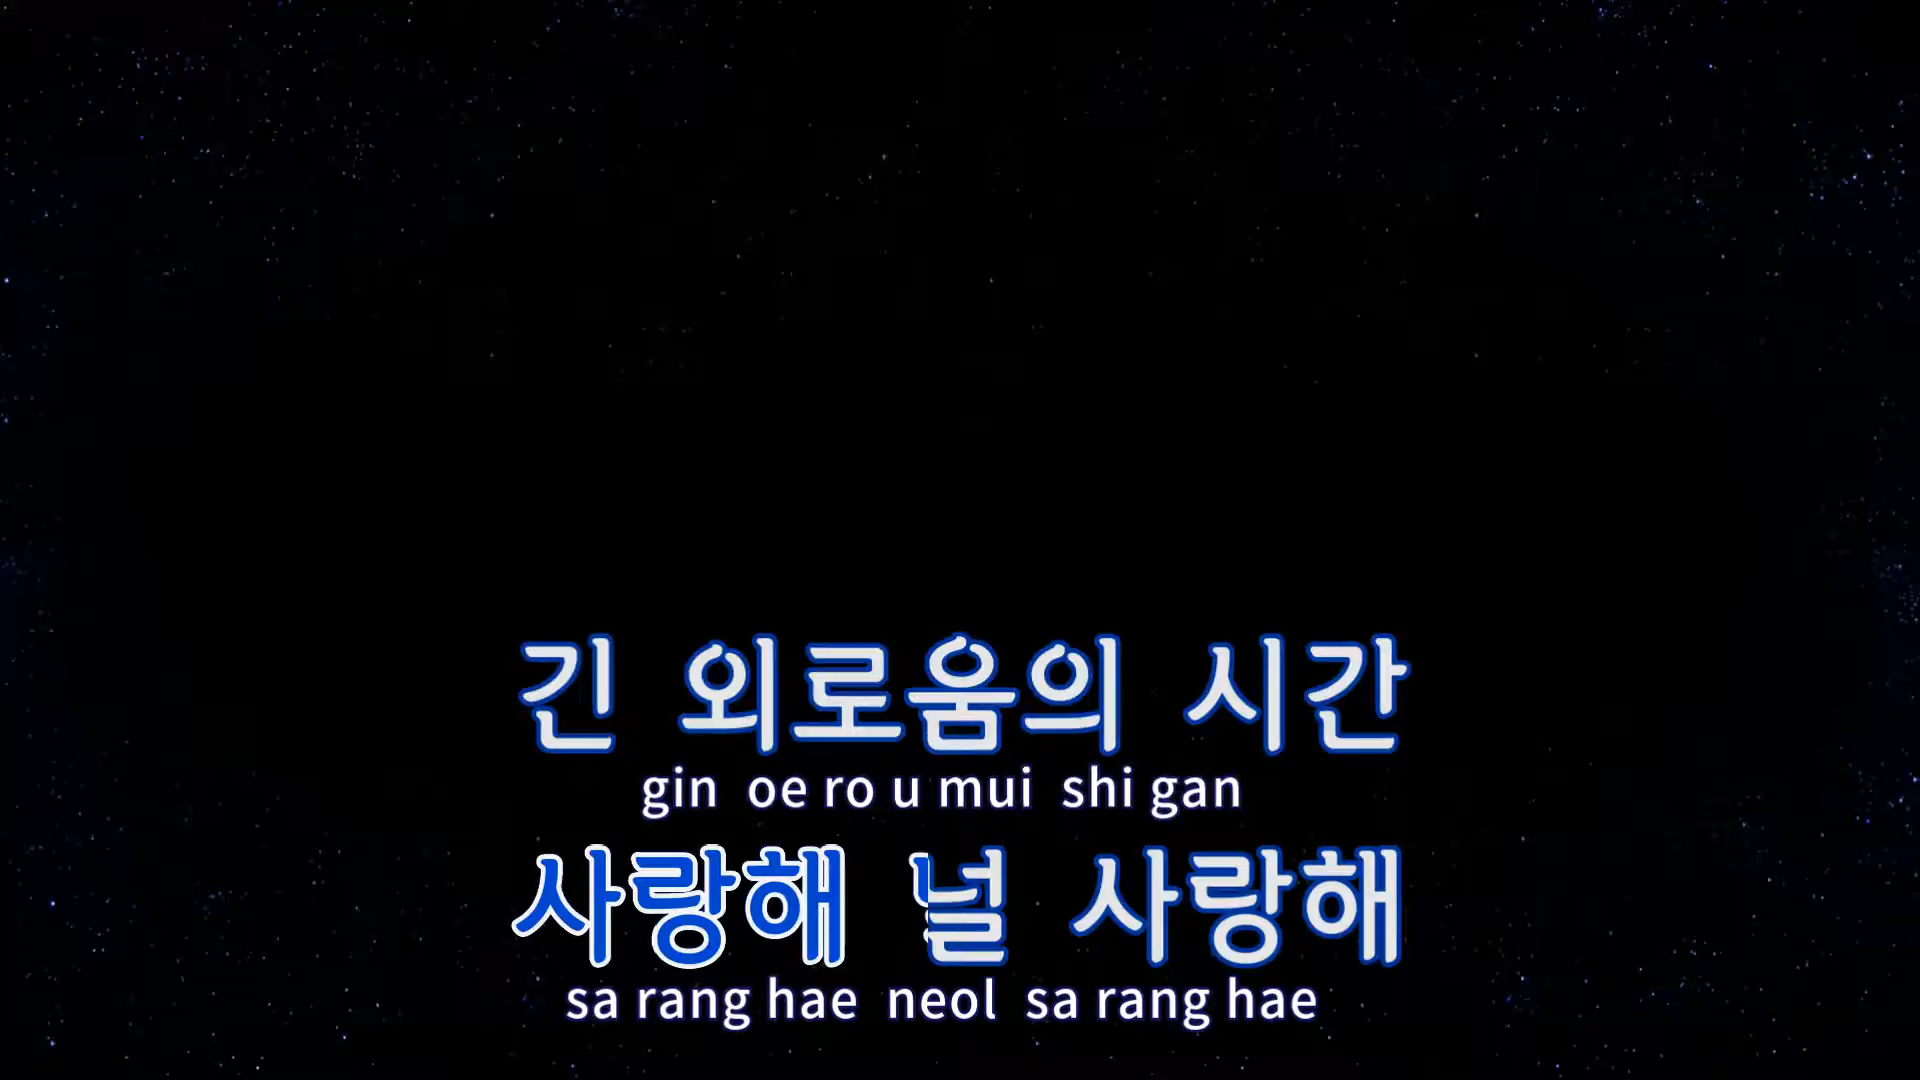 긴 외로움의 시간
gin oe ro u mui shi gan
사랑해 널 사랑해
sa rang hae neol sa rang hae